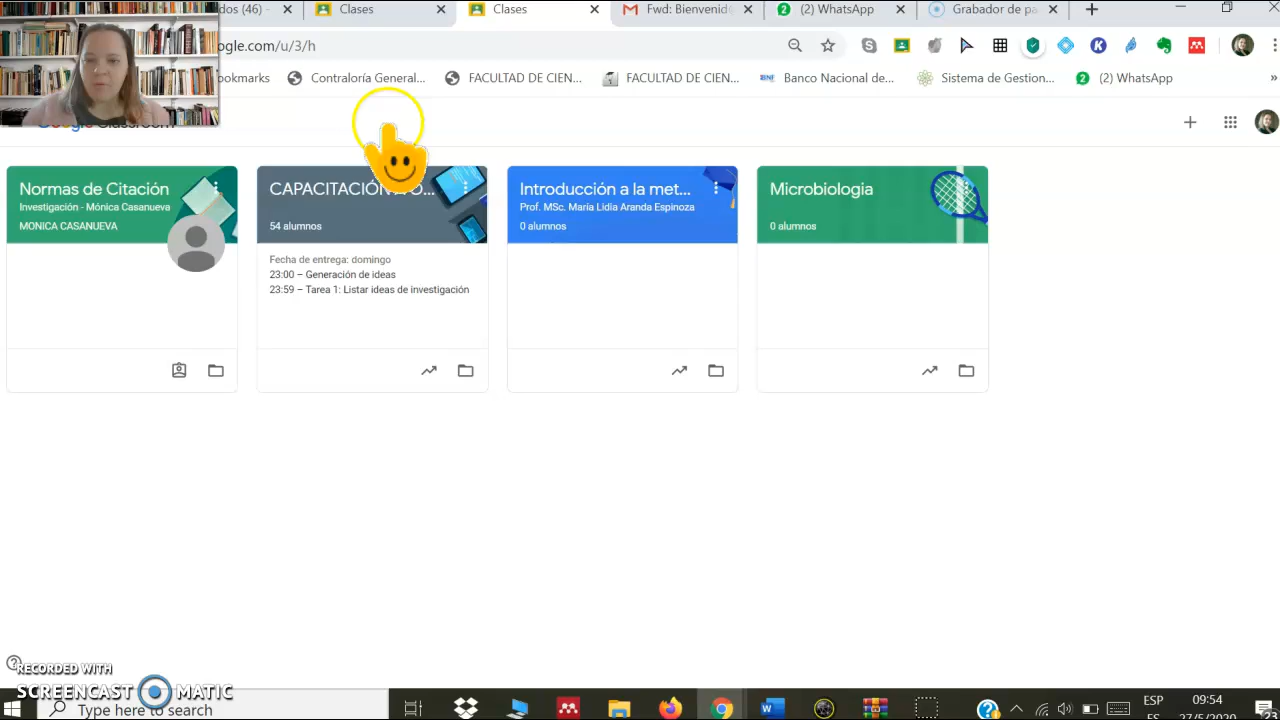 dos (46) -
Clases
Clases
Fwd: Bienvenid
(2) WhatsApp
Grabador de pa
ogle.com/u/3/h
ookmarks
Contraloría General...
FACULTAD DE CIEN...
FACULTAD DE CIEN...
Banco Nacional de...
Sistema de Gestion...
(2) WhatsApp
»
Google Classroom
Normas de Citación
Investigación - Mónica Casanueva
MONICA CASANUEVA
CAPACITACIÓN A O...
54 alumnos
Fecha de entrega: domingo
23:00 – Generación de ideas
23:59 – Tarea 1: Listar ideas de investigación
Introducción a la met...
Prof. MSc. María Lidia Aranda Espinoza
0 alumnos
Microbiologia
0 alumnos
RECORDED WITH
SCREENCAST MATIC
Type here to search
ESP
09:54
27/5/2020